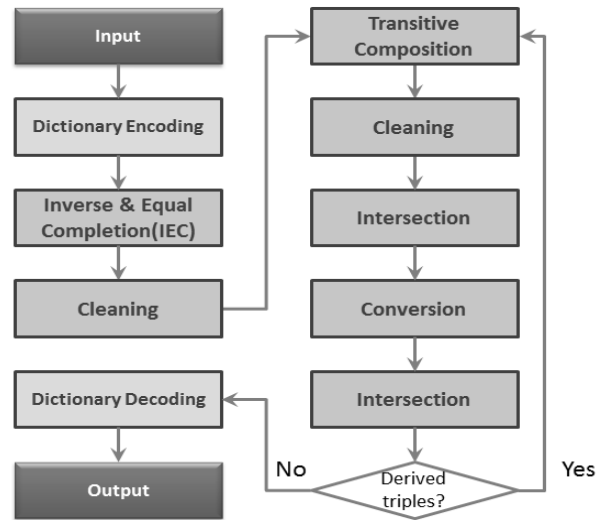 Input
Dictionary Encoding
Inverse & Equal
Completion(IEC)
Cleaning
Transitive
Composition
Cleaning
Intersection
Conversion
Intersection
Derived
triples?
Yes
No
Dictionary Decoding
Output